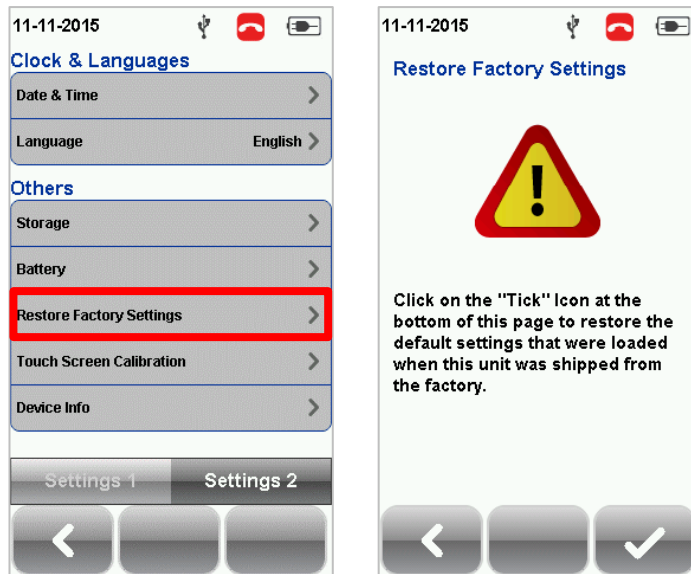 11-11-2015
Clock & Languages
Date & Time
Language English
Others
Storage
Battery
Restore Factory Settings
Touch Screen Calibration
Device Info
Settings 1 Settings 2
11-11-2015
Restore Factory Settings
Click on the "Tick" Icon at the
bottom of this page to restore the
default settings that were loaded
when this unit was shipped from
the factory.